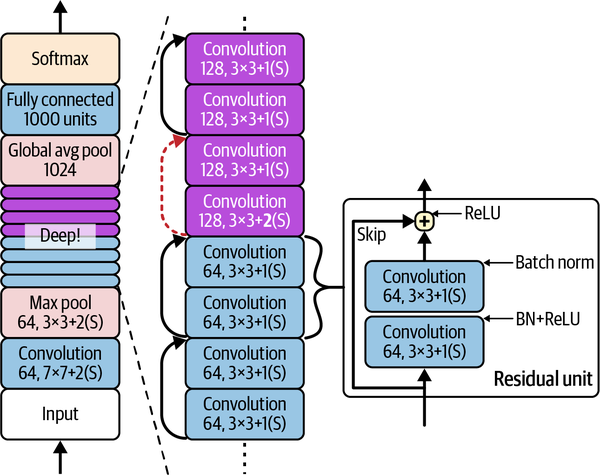 Softmax
Fully connected
1000 units
Global avg pool
1024
Deep!
Max pool
64, 3×3+2(S)
Convolution
64, 7×7+2(S)
Input
Convolution
128, 3×3+1(S)
Convolution
128, 3×3+1(S)
Convolution
128, 3×3+1(S)
Convolution
128, 3×3+2(S)
Convolution
64, 3×3+1(S)
Convolution
64, 3×3+1(S)
Convolution
64, 3×3+1(S)
Convolution
64, 3×3+1(S)
ReLU
+
Skip
Batch norm
Convolution
64, 3×3+1(S)
BN+ReLU
Convolution
64, 3×3+1(S)
Residual unit